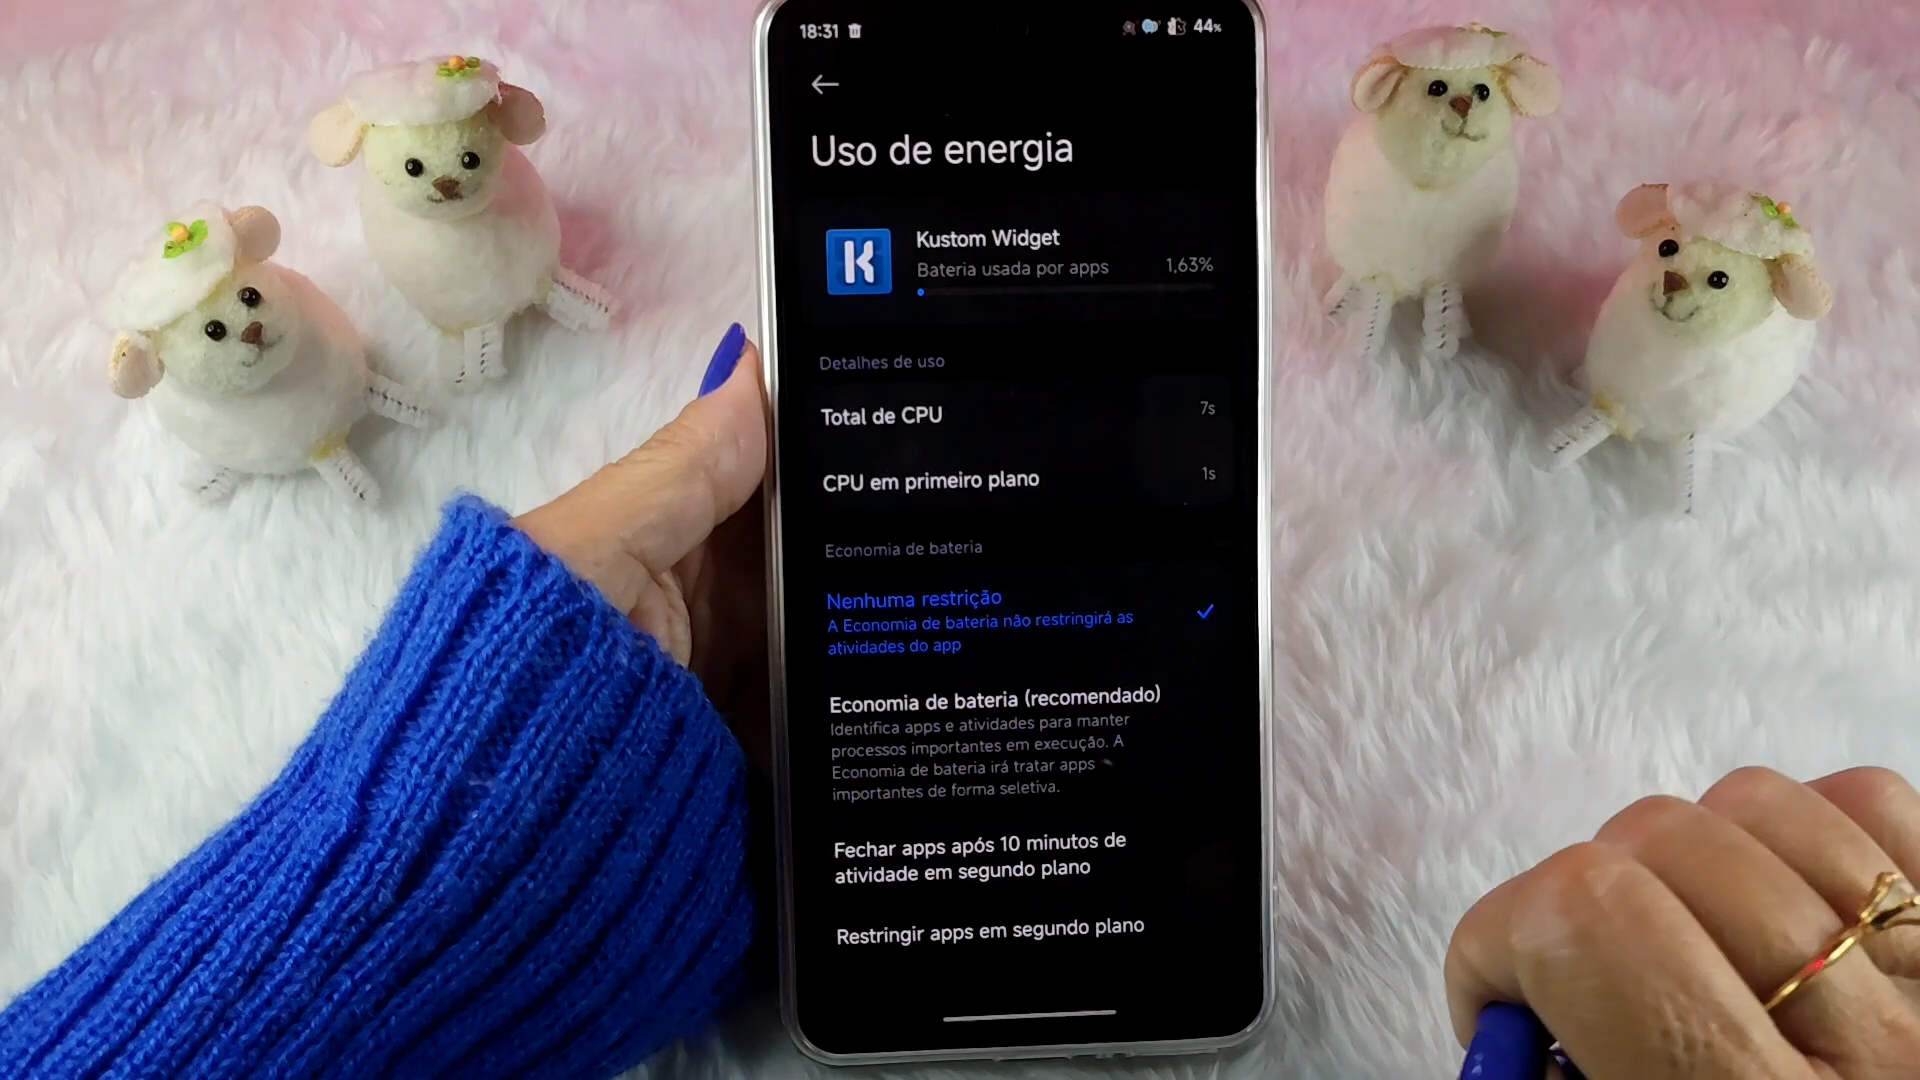 18:31 44%
Uso de energia
K
Kustom Widget
Bateria usada por apps 1,63%
Detalhes de uso
Total de CPU 7s
CPU em primeiro plano 1s
Economia de bateria
Nenhuma restrição
A Economia de bateria não restringirá as
atividades do app
Economia de bateria (recomendado)
Identifica apps e atividades para manter
processos importantes em execução. A
Economia de bateria irá tratar apps
importantes de forma seletiva.
Fechar apps após 10 minutos de
atividade em segundo plano
Restringir apps em segundo plano